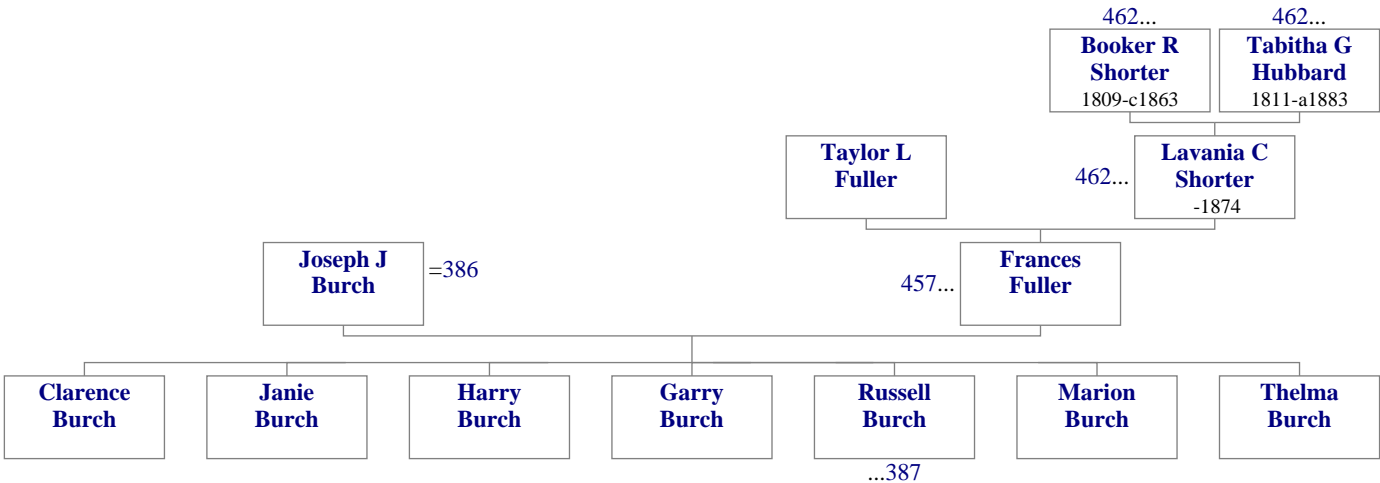 462...
462...
Booker R
Shorter
1809-c1863
Tabitha G
Hubbard
1811-a1883
Taylor L
Fuller
462...
Lavania C
Shorter
-1874
Joseph J
Burch
=386
457...
Frances
Fuller
Clarence
Burch
Janie
Burch
Harry
Burch
Garry
Burch
Russell
Burch
Marion
Burch
Thelma
Burch
...387